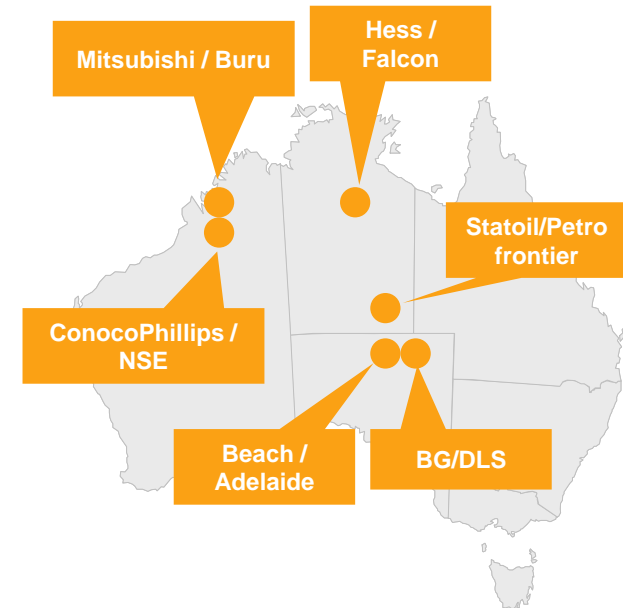 Mitsubishi / Buru
Hess /
Falcon
Statoil/Petro
frontier
ConocoPhillips /
NSE
Beach /
Adelaide
BG/DLS